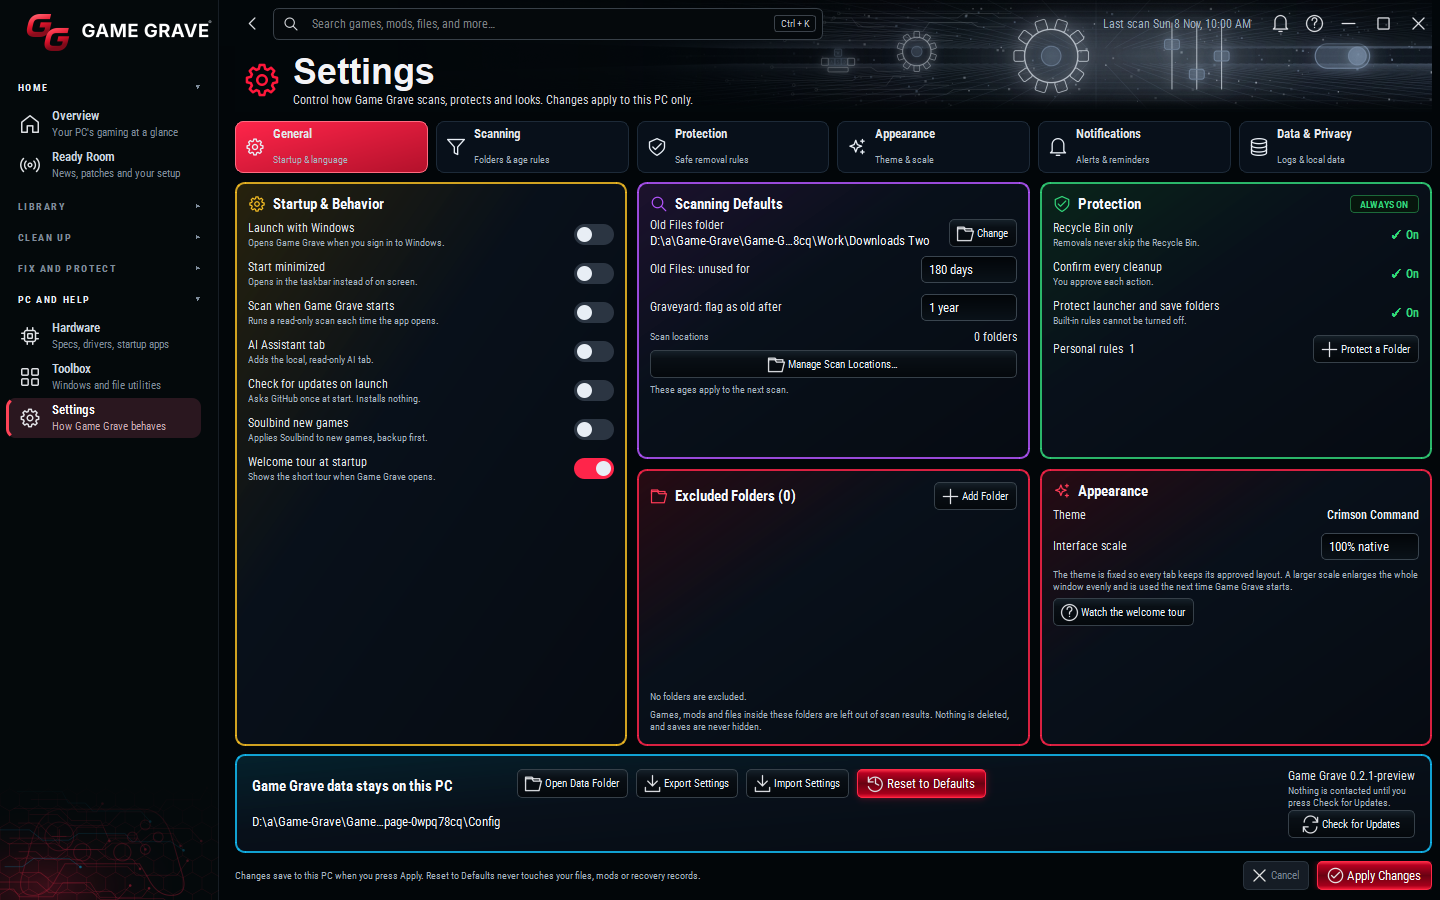 GG GAME GRAVE
HOME
Overview
Your PC's gaming at a glance
Ready Room
News, patches and your setup
LIBRARY
CLEAN UP
FIX AND PROTECT
PC AND HELP
Hardware
Specs, drivers, startup apps
Toolbox
Windows and file utilities
Settings
How Game Grave behaves
Search games, mods, files, and more...
Ctrl + K
Last scan Sun 8 Nov, 10:00 AM
Settings
Control how Game Grave scans, protects and looks. Changes apply to this PC only.
General
Startup & language
Scanning
Folders & age rules
Protection
Safe removal rules
Appearance
Theme & scale
Notifications
Alerts & reminders
Data & Privacy
Logs & local data
Startup & Behavior
Launch with Windows
Opens Game Grave when you sign in to Windows.
Start minimized
Opens in the taskbar instead of on screen.
Scan when Game Grave starts
Runs a read-only scan each time the app opens.
AI Assistant tab
Adds the local, read-only AI tab.
Check for updates on launch
Asks GitHub once at start. Installs nothing.
Soulbind new games
Applies Soulbind to new games, backup first.
Welcome tour at startup
Shows the short tour when Game Grave opens.
Scanning Defaults
Old Files folder
D:\a\Game-Grave\Game-G...8cq\Work\Downloads Two
Change
Old Files: unused for
180 days
Graveyard: flag as old after
1 year
Scan locations
0 folders
Manage Scan Locations...
These ages apply to the next scan.
Protection
ALWAYS ON
Recycle Bin only
Removals never skip the Recycle Bin.
✓ On
Confirm every cleanup
You approve each action.
✓ On
Protect launcher and save folders
Built-in rules cannot be turned off.
✓ On
Personal rules 1
Protect a Folder
Excluded Folders (0)
Add Folder
No folders are excluded.
Games, mods and files inside these folders are left out of scan results. Nothing is deleted,
and saves are never hidden.
Appearance
Theme
Crimson Command
Interface scale
100% native
The theme is fixed so every tab keeps its approved layout. A larger scale enlarges the whole
window evenly and is used the next time Game Grave starts.
Watch the welcome tour
Game Grave data stays on this PC
D:\a\Game-Grave\Game...page-0wpq78cq\Config
Open Data Folder
Export Settings
Import Settings
Reset to Defaults
Game Grave 0.2.1-preview
Nothing is contacted until you
press Check for Updates.
Check for Updates
Changes save to this PC when you press Apply. Reset to Defaults never touches your files, mods or recovery records.
Cancel
Apply Changes